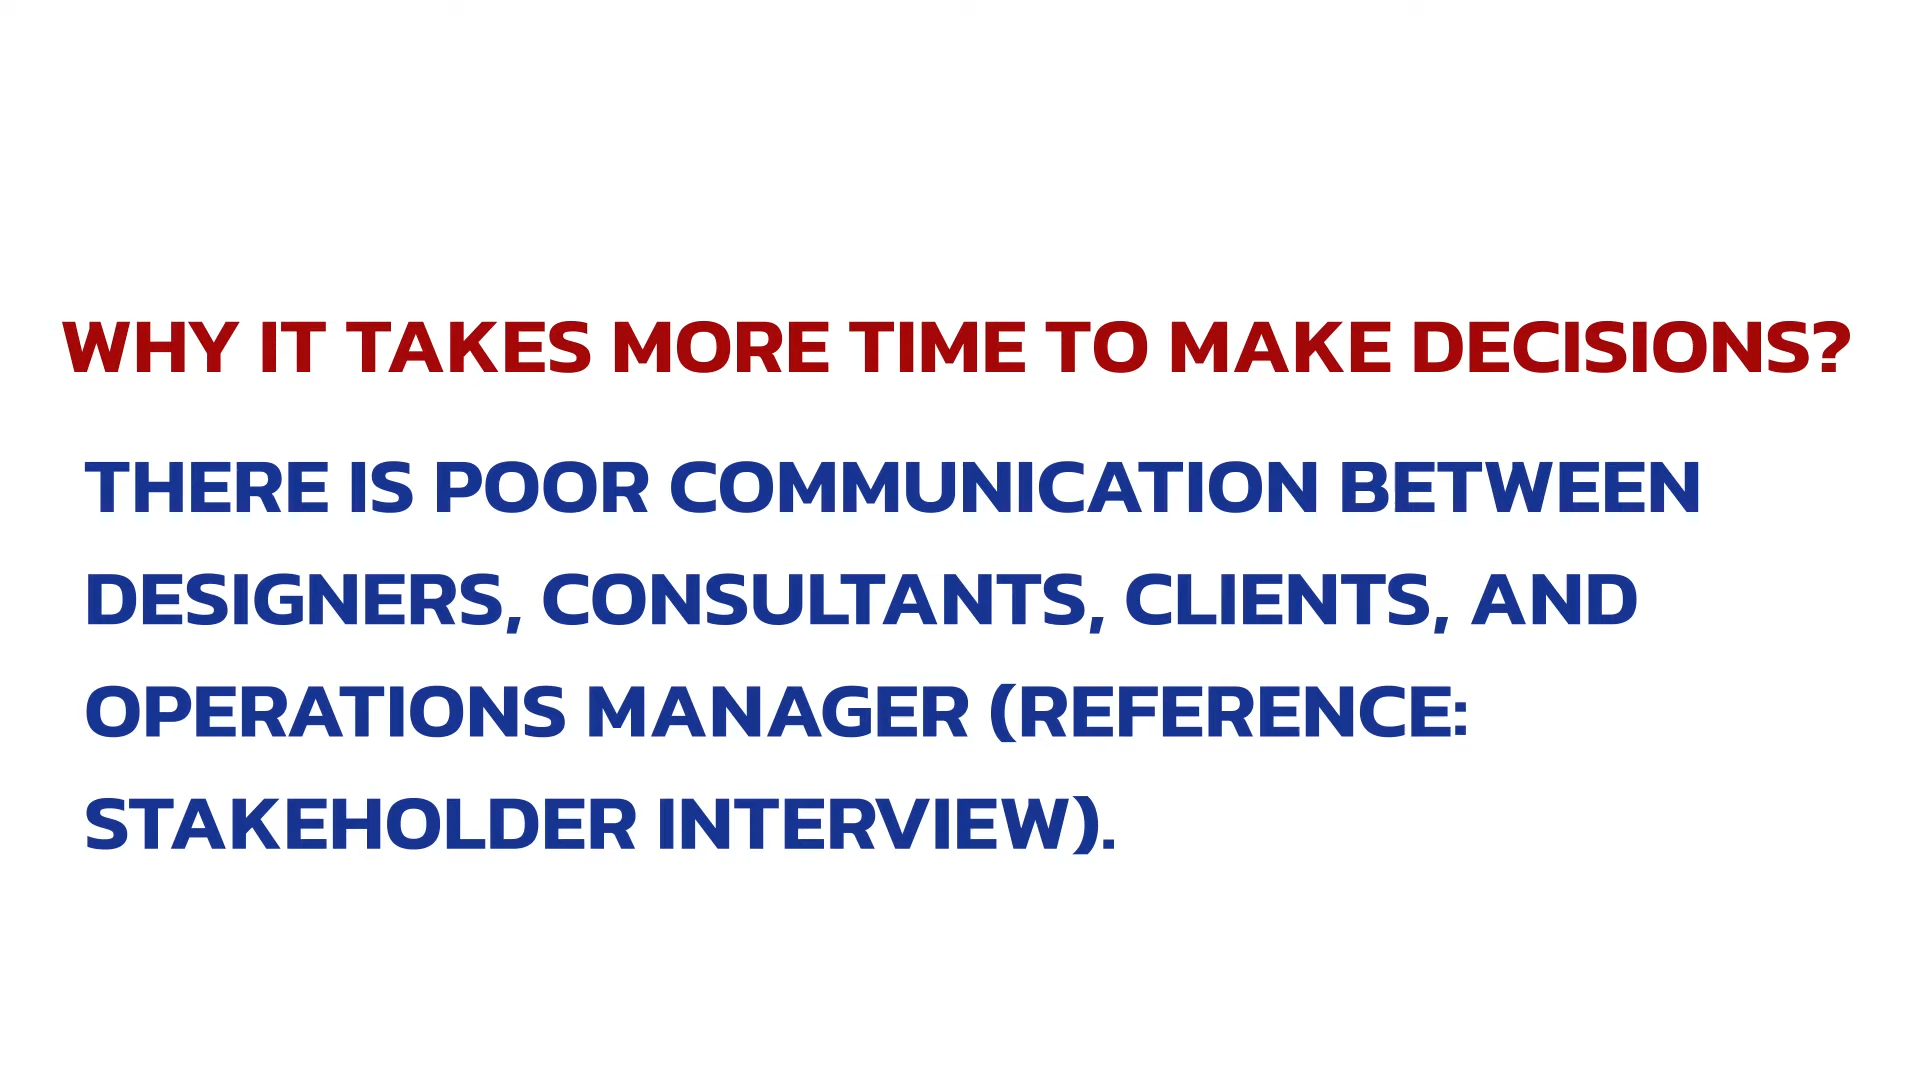 WHY IT TAKES MORE TIME TO MAKE DECISIONS?
THERE IS POOR COMMUNICATION BETWEEN
DESIGNERS, CONSULTANTS, CLIENTS, AND
OPERATIONS MANAGER (REFERENCE:
STAKEHOLDER INTERVIEW).